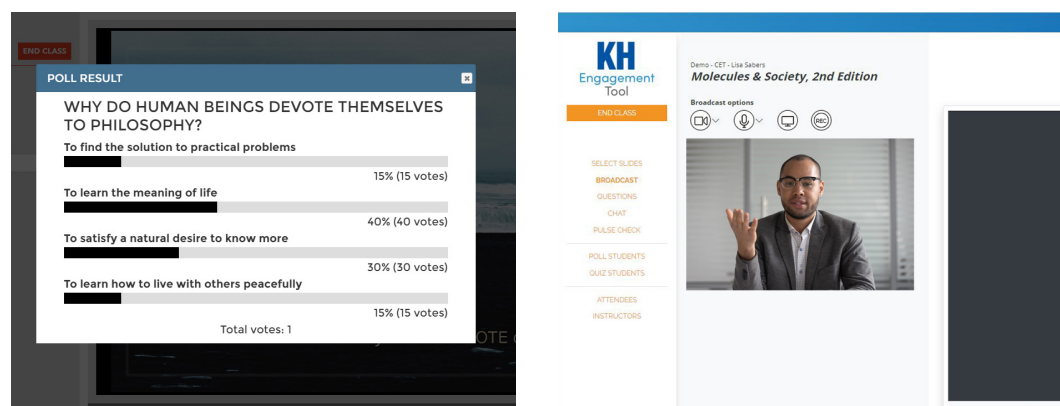 END CLASS
POLL RESULT
x
WHY DO HUMAN BEINGS DEVOTE THEMSELVES
TO PHILOSOPHY?
To find the solution to practical problems
15% (15 votes)
To learn the meaning of life
40% (40 votes)
To satisfy a natural desire to know more
30% (30 votes)
To learn how to live with others peacefully
15% (15 votes)
Total votes: 1
OTE
KH
Engagement
Tool
END CLASS
SELECT SLIDES
BROADCAST
QUESTIONS
CHAT
PULSE CHECK
POLL STUDENTS
QUIZ STUDENTS
ATTENDEES
INSTRUCTORS
Demo - CET - Lisa Sabers
Molecules & Society, 2nd Edition
Broadcast options
REC